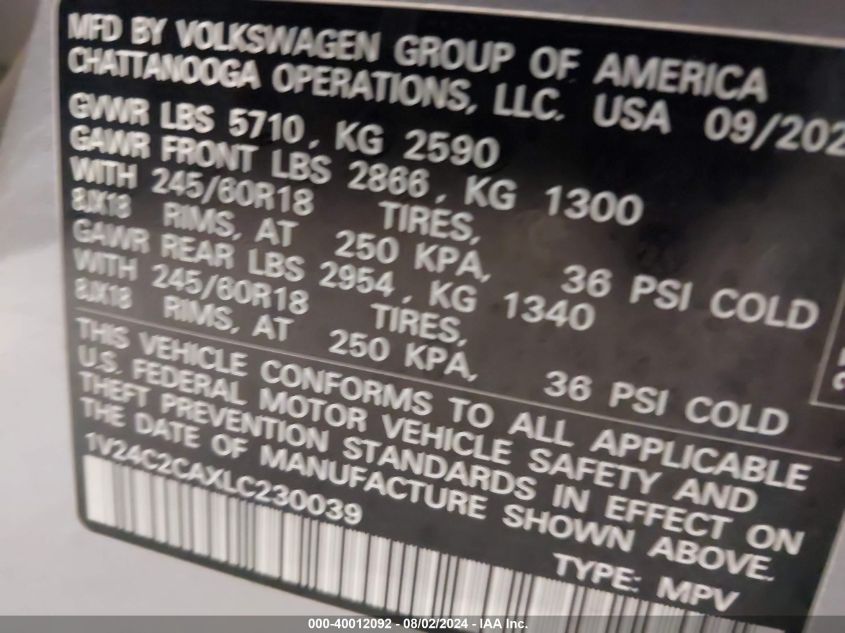 MFD BY VOLKSWAGEN GROUP OF AMERICA
CHATTANOOGA OPERATIONS, LLC. USA 09/202
GVWR LBS 5710, KG 2590
GAWR FRONT LBS 2866, KG 1300
WITH 245/60R18 TIRES,
8JX18 RIMS, AT 250 KPA, 36 PSI COLD
GAWR REAR LBS 2954, KG 1340
WITH 245/60R18 TIRES,
8JX18 RIMS, AT 250 KPA, 36 PSI COLD
THIS VEHICLE CONFORMS TO ALL APPLICABLE
U.S. FEDERAL MOTOR VEHICLE SAFETY AND
THEFT PREVENTION STANDARDS IN EFFECT ON
THE DATE OF MANUFACTURE SHOWN ABOVE.
1V24C2CAXLC230039
TYPE: MPV
000-40012092 - 08/02/2024 - IAA Inc.